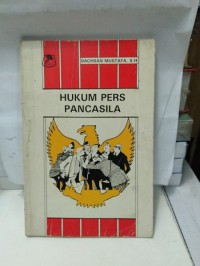 BACHSAN MUSTAFA, S.H
HUKUM PERS
PANCASILA